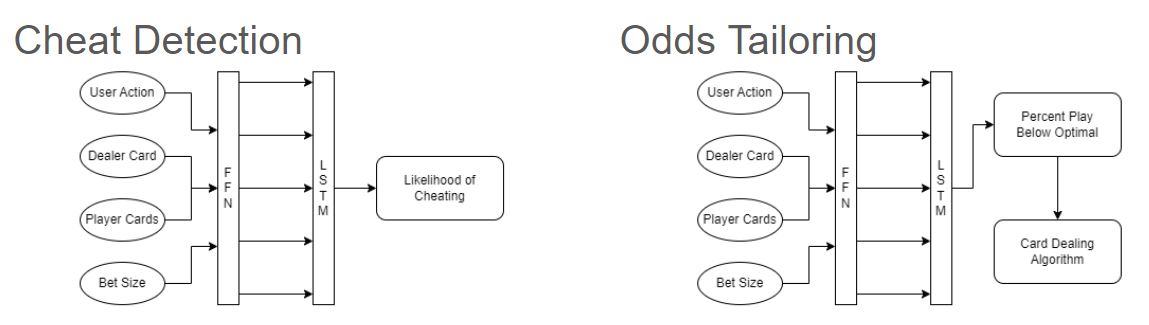 Cheat Detection
User Action
Dealer Card
Player Cards
Bet Size
FFN
LSTM
Likelihood of
Cheating
Odds Tailoring
User Action
Dealer Card
Player Cards
Bet Size
FFN
LSTM
Percent Play
Below Optimal
Card Dealing
Algorithm